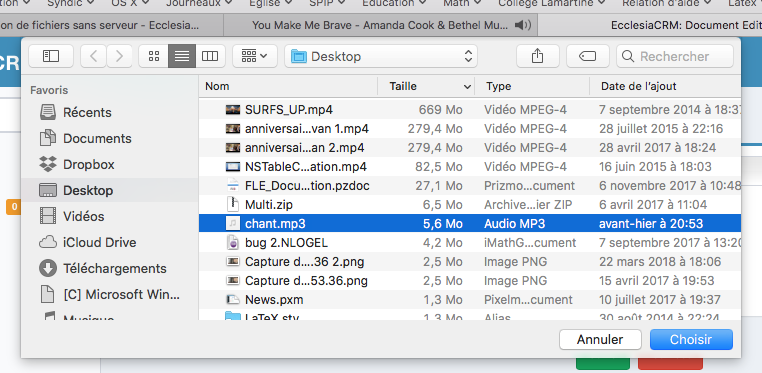 Syndic Sync OS X Journeaux Eglise SPIP Education Math Collège Lamartine Relation d'aide Latex
on de fichiers sans serveur - Ecclesia... You Make Me Brave - Amanda Cook & Bethel Mu... EcclesiaCRM: Document Edit
CR
Desktop Rechercher
Favoris
Nom Taille Type Date de l'ajout
Récents
Documents
Dropbox
Desktop
Vidéos
iCloud Drive
Téléchargements
[C] Microsoft Win...
Musique
SURFS_UP.mp4 669 Mo Vidéo MPEG-4 7 septembre 2014 à 18:37
anniversai...van 1.mp4 279,4 Mo Vidéo MPEG-4 28 juillet 2015 à 22:16
anniversai...an 2.mp4 279,4 Mo Vidéo MPEG-4 28 avril 2017 à 18:24
NSTableC...ation.mp4 82,5 Mo Vidéo MPEG-4 16 juin 2015 à 18:03
FLE_Docu...tion.pzdoc 27,1 Mo Prizmo...cument 6 novembre 2017 à 10:48
Multi.zip 6,5 Mo Archive...ier ZIP 6 avril 2017 à 11:04
chant.mp3 5,6 Mo Audio MP3 avant-hier à 20:53
bug 2.NLOGEL 4,2 Mo iMathG...cument 7 septembre 2017 à 13:20
Capture d....36 2.png 2,5 Mo Image PNG 22 mars 2018 à 18:06
Capture d...53.36.png 2,5 Mo Image PNG 15 avril 2017 à 19:53
News.pxm 1,3 Mo Pixelm...cument 10 juillet 2017 à 19:37
LaTeX.sty 1,3 Mo Alias 30 août 2014 à 22:24
0
Annuler Choisir